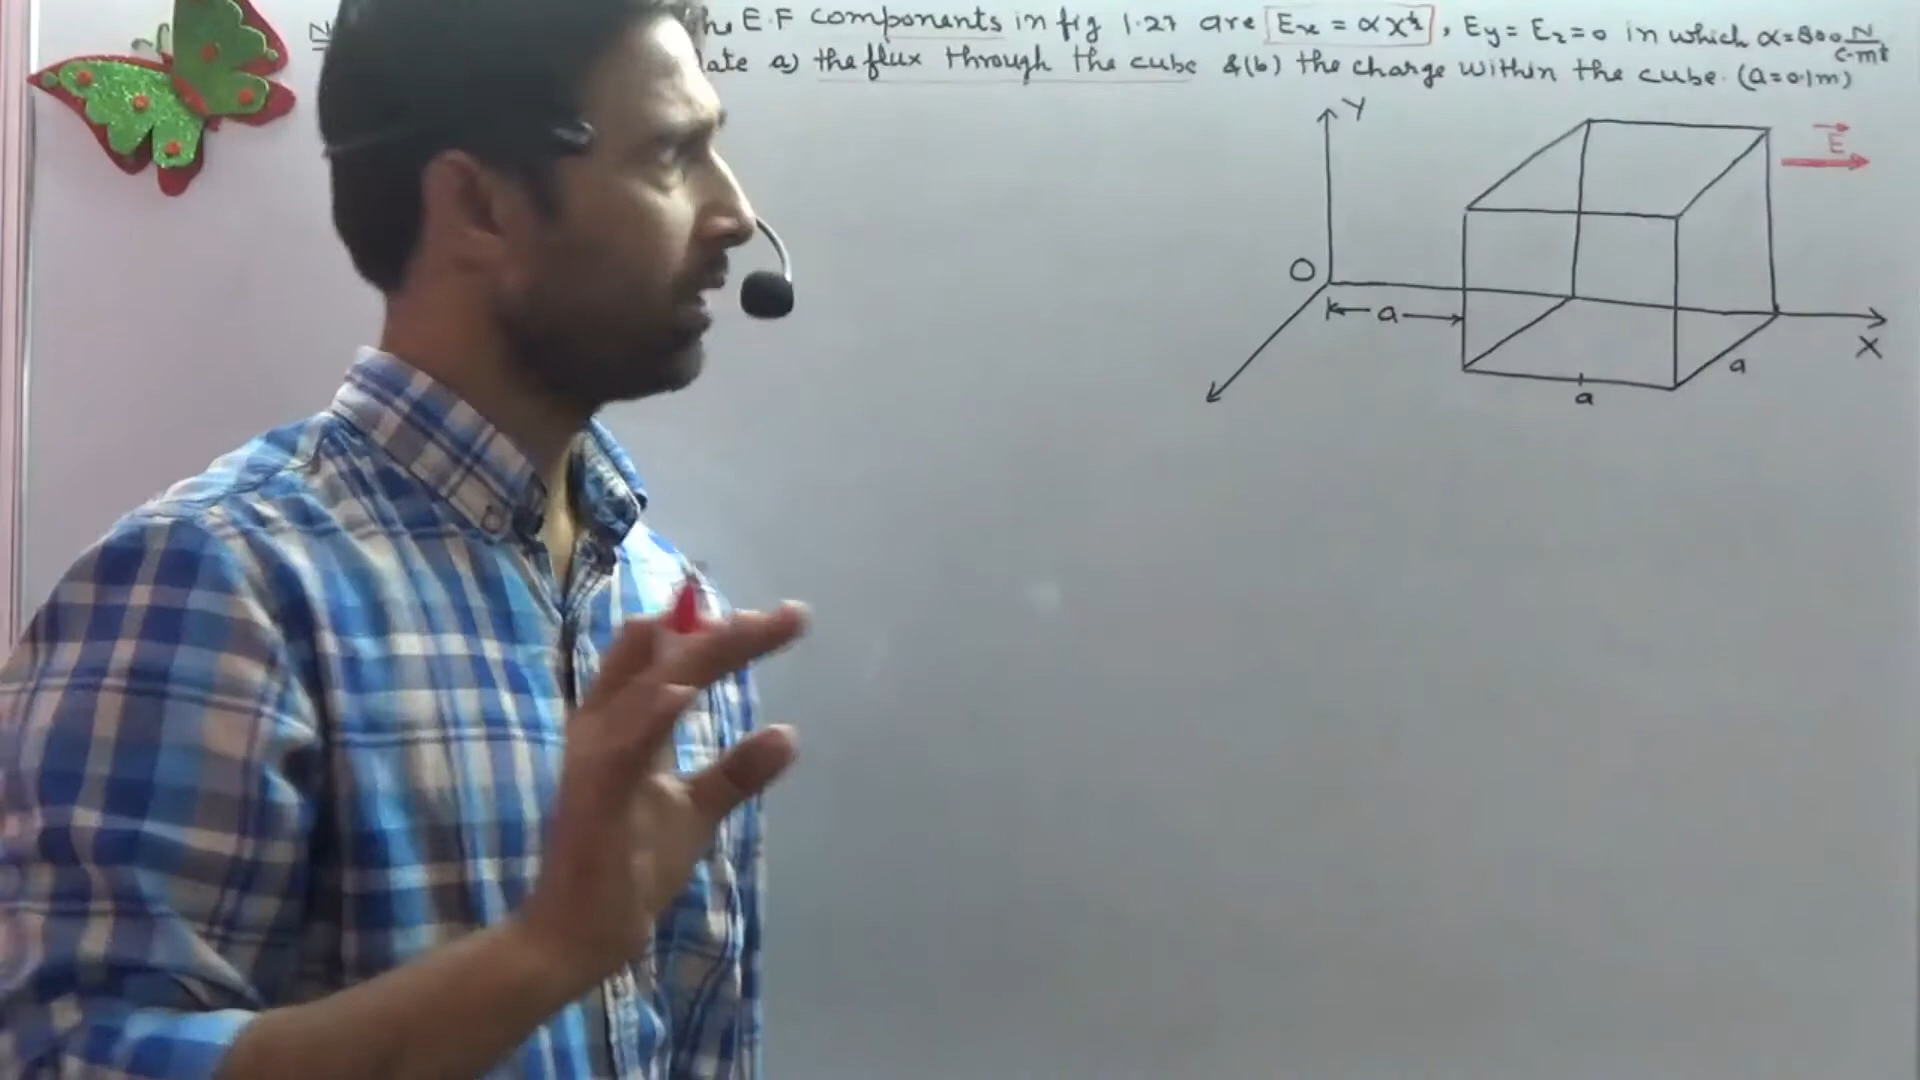 he E.F components in fig 1.27 are Ex = αx½, Ey = Ez = 0 in which α=800 N/C-m½
late a) the flux through the cube &(b) the charge within the cube. (a=0.1m)
Y
E
O
a
X
a
a